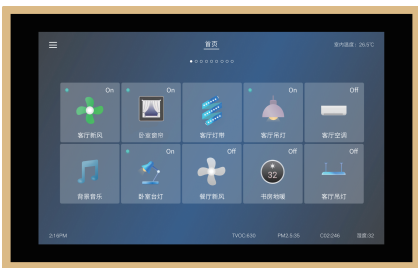 首页
室内温度：26.5℃
On
On
On
Off
客厅新风
卧室窗帘
客厅灯带
客厅吊灯
客厅空调
On
Off
Off
32
背景音乐
卧室台灯
餐厅新风
书房地暖
客厅吊灯
2:16PM
TVOC:630
PM2.5:35
C02:246
湿度:32